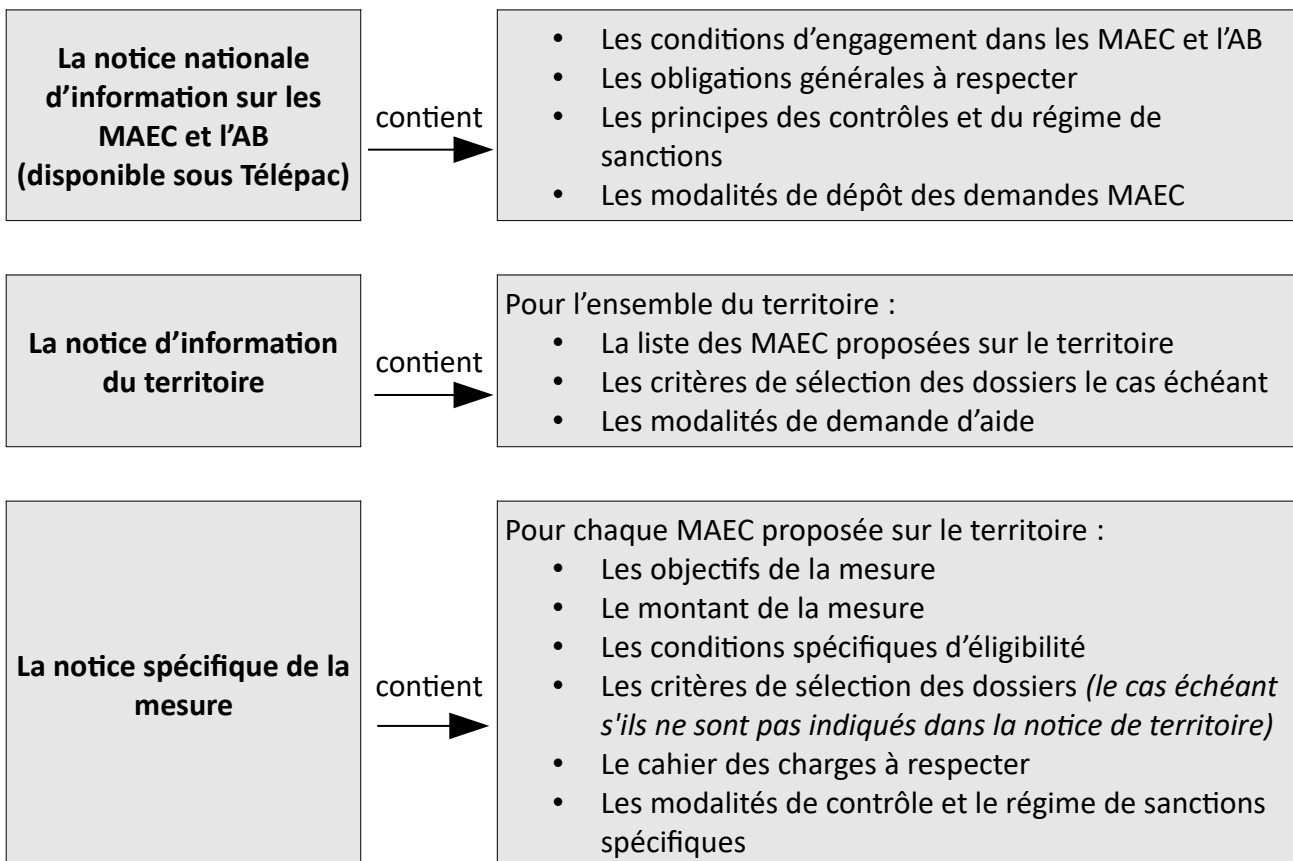 La notice nationale
d’information sur les
MAEC et l’AB
(disponible sous Télépac)
contient
• Les conditions d’engagement dans les MAEC et l’AB
• Les obligations générales à respecter
• Les principes des contrôles et du régime de
sanctions
• Les modalités de dépôt des demandes MAEC
La notice d’information
du territoire
contient
Pour l’ensemble du territoire :
• La liste des MAEC proposées sur le territoire
• Les critères de sélection des dossiers le cas échéant
• Les modalités de demande d’aide
La notice spécifique de la
mesure
contient
Pour chaque MAEC proposée sur le territoire :
• Les objectifs de la mesure
• Le montant de la mesure
• Les conditions spécifiques d’éligibilité
• Les critères de sélection des dossiers (le cas échéant
s'ils ne sont pas indiqués dans la notice de territoire)
• Le cahier des charges à respecter
• Les modalités de contrôle et le régime de sanctions
spécifiques